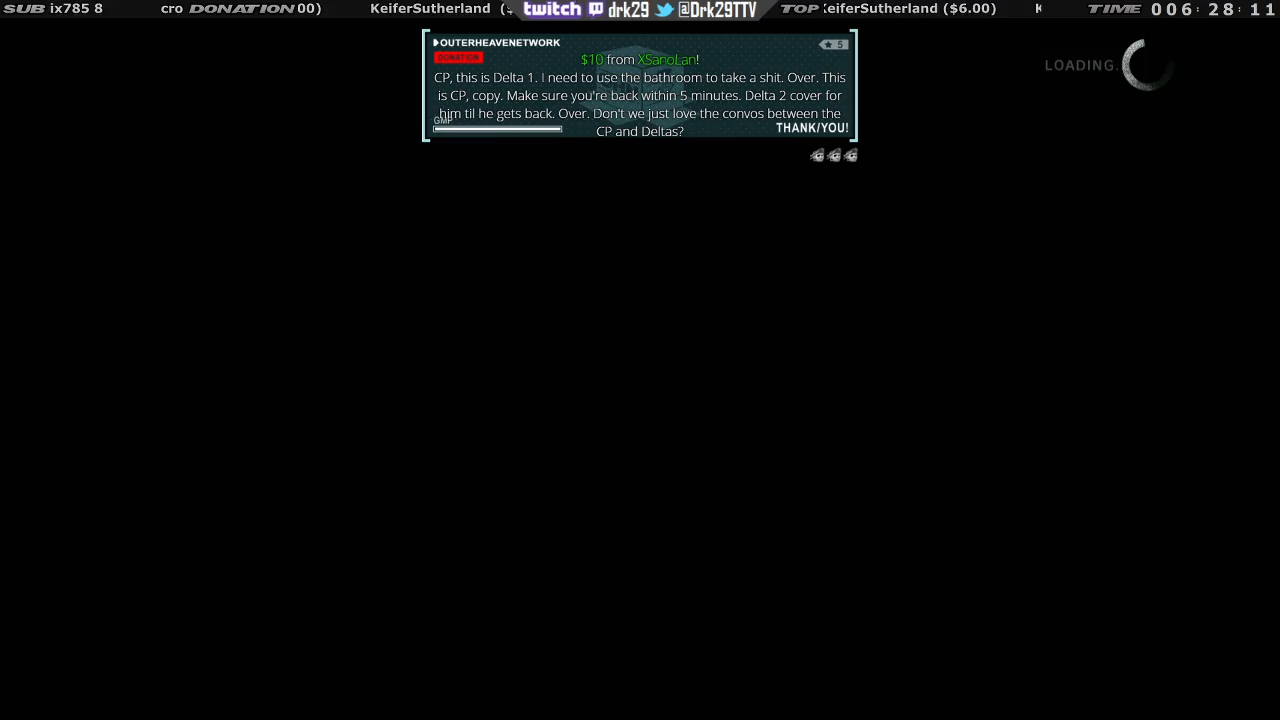 SUB ix785 8 cro DONATION 00) KeiferSutherland ($ twitch drk29 @Drk29TTV TOP KeiferSutherland ($6.00) K TIME 006:28:11
OUTERHEAVENETWORK
★ 5
DONATION
$10 from XSanoLan!
CP, this is Delta 1. I need to use the bathroom to take a shit. Over. This
is CP, copy. Make sure you're back within 5 minutes. Delta 2 cover for
him til he gets back. Over. Don't we just love the convos between the
CP and Deltas?
GMP
THANK/YOU!
LOADING.